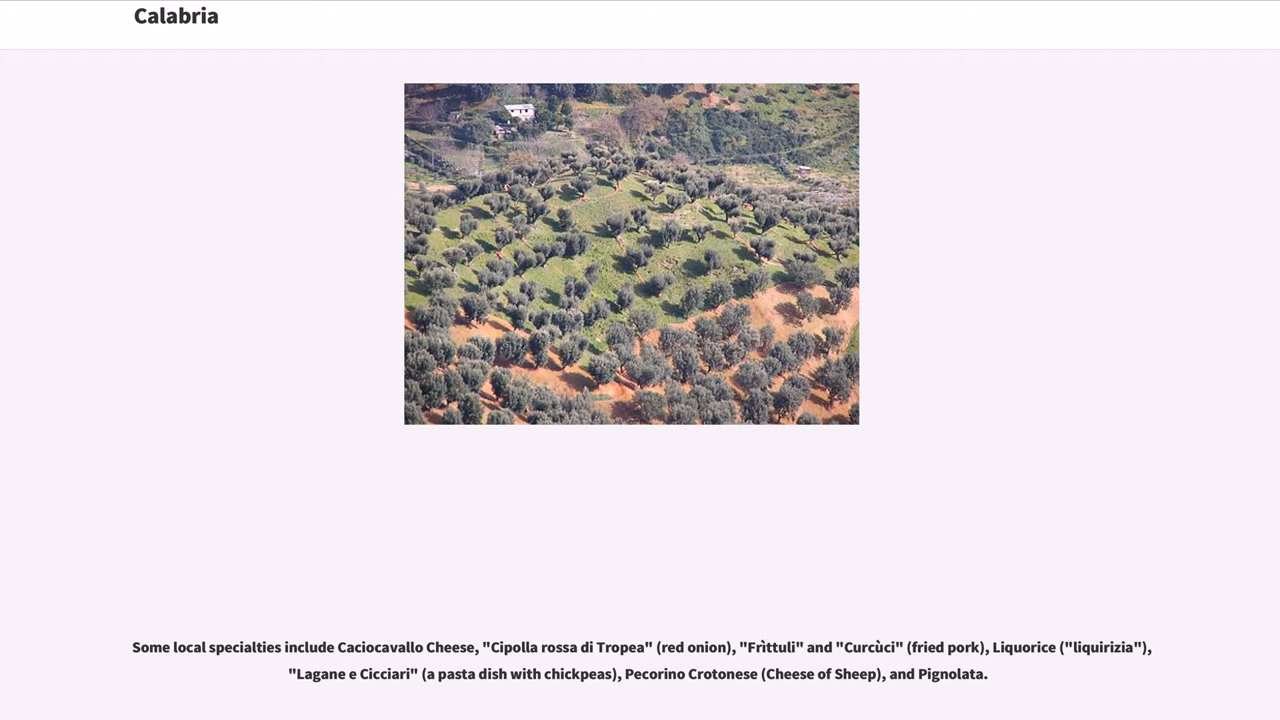 Calabria
Some local specialties include Caciocavallo Cheese, "Cipolla rossa di Tropea" (red onion), "Frìttuli" and "Curcùci" (fried pork), Liquorice ("liquirizia"),
"Lagane e Cicciari" (a pasta dish with chickpeas), Pecorino Crotonese (Cheese of Sheep), and Pignolata.